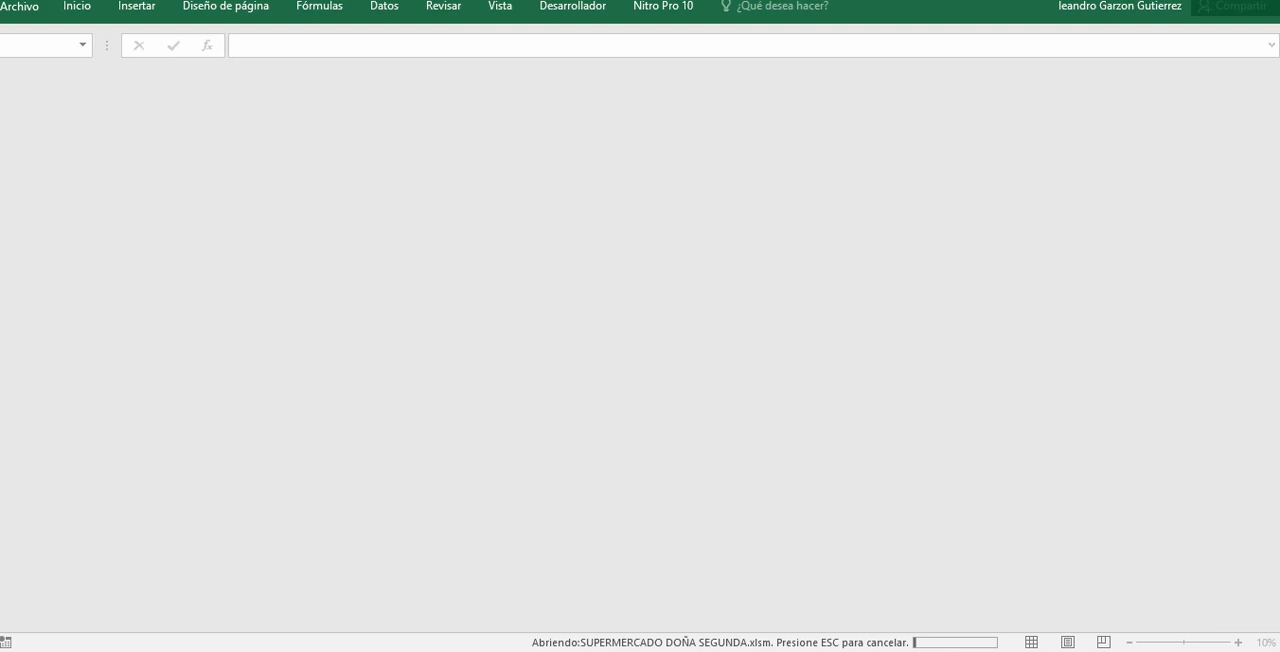 Archivo Inicio Insertar Diseño de página Fórmulas Datos Revisar Vista Desarrollador Nitro Pro 10 ¿Qué desea hacer? leandro Garzon Gutierrez Compartir
fx
Abriendo:SUPERMERCADO DOÑA SEGUNDA.xlsm. Presione ESC para cancelar. 10%